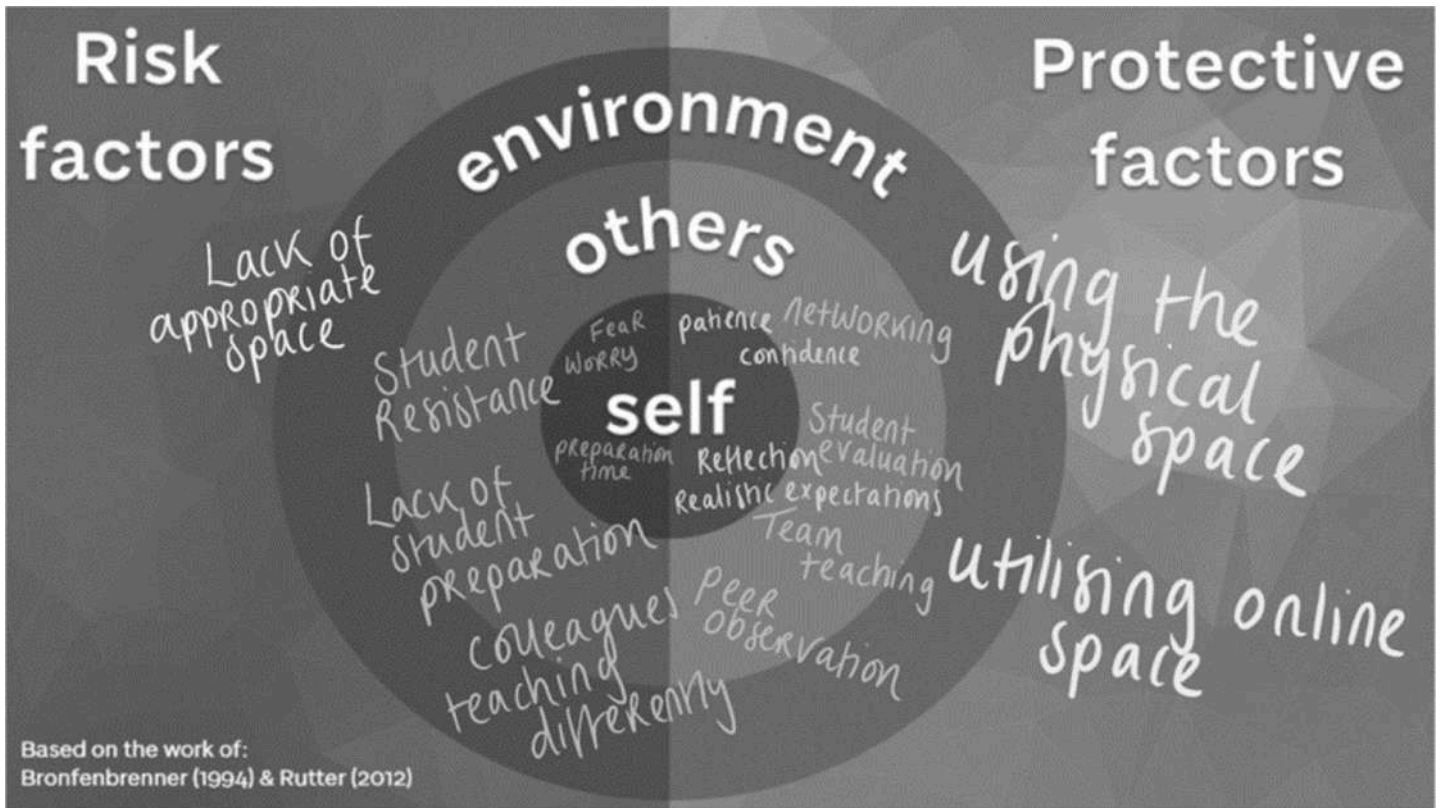 Risk
factors
Protective
factors
environment
others
self
Lack of
appropriate
space
Student
Resistance
Fear
worry
preparation
time
Lack of
student
preparation
colleagues
teaching
differently
patience
confidence
networking
Reflection
Realistic expectations
Student
evaluation
Team
teaching
Peer
observation
using the
physical
space
utilising online
space
Based on the work of:
Bronfenbrenner (1994) & Rutter (2012)